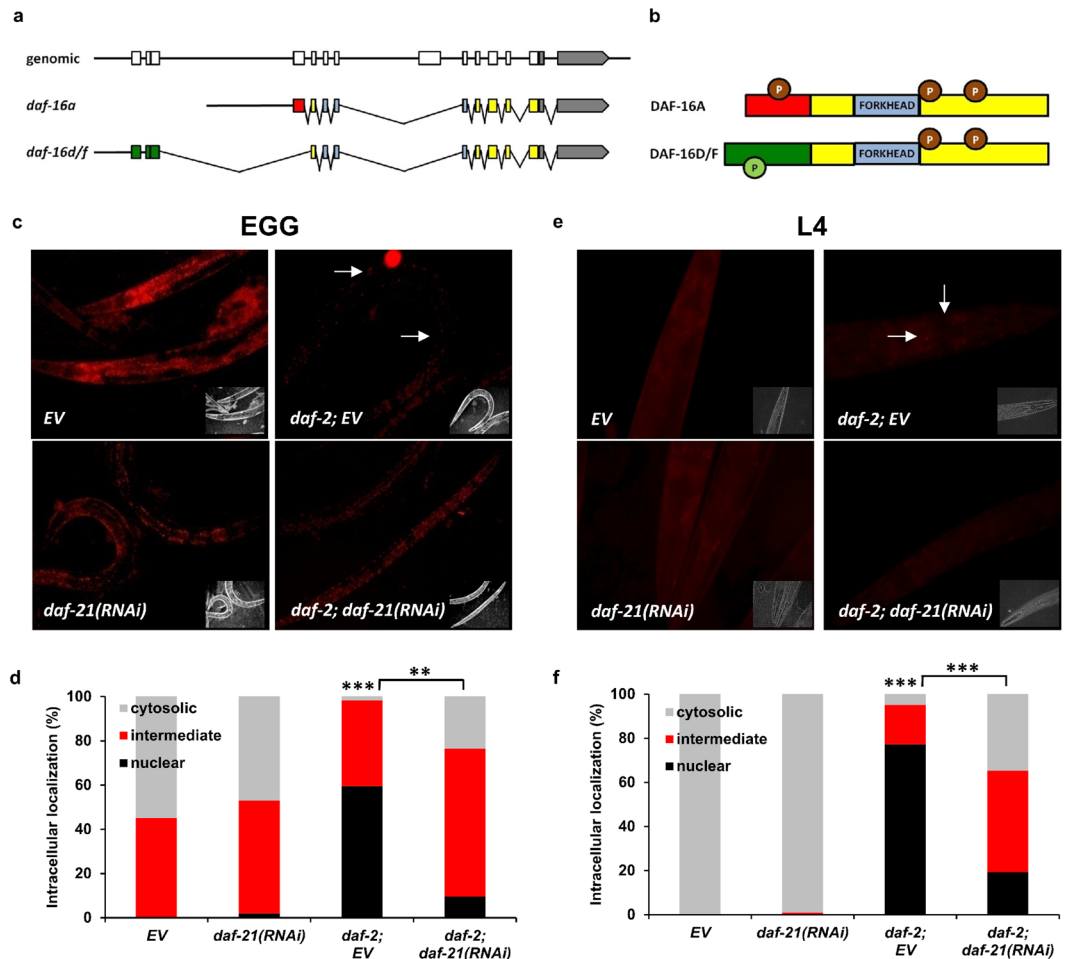 a
genomic
daf-16a
daf-16d/f
b
DAF-16A
P
FORKHEAD
P
P
DAF-16D/F
P
FORKHEAD
P
P
c
EGG
EV
daf-2; EV
daf-21(RNAi)
daf-2; daf-21(RNAi)
e
L4
EV
daf-2; EV
daf-21(RNAi)
daf-2; daf-21(RNAi)
d
Intracellular localization (%)
100
80
60
40
20
0
cytosolic
intermediate
nuclear
***
**
EV
daf-21(RNAi)
daf-2;
EV
daf-2;
daf-21(RNAi)
f
Intracellular localization (%)
100
80
60
40
20
0
cytosolic
intermediate
nuclear
***
***
EV
daf-21(RNAi)
daf-2;
EV
daf-2;
daf-21(RNAi)